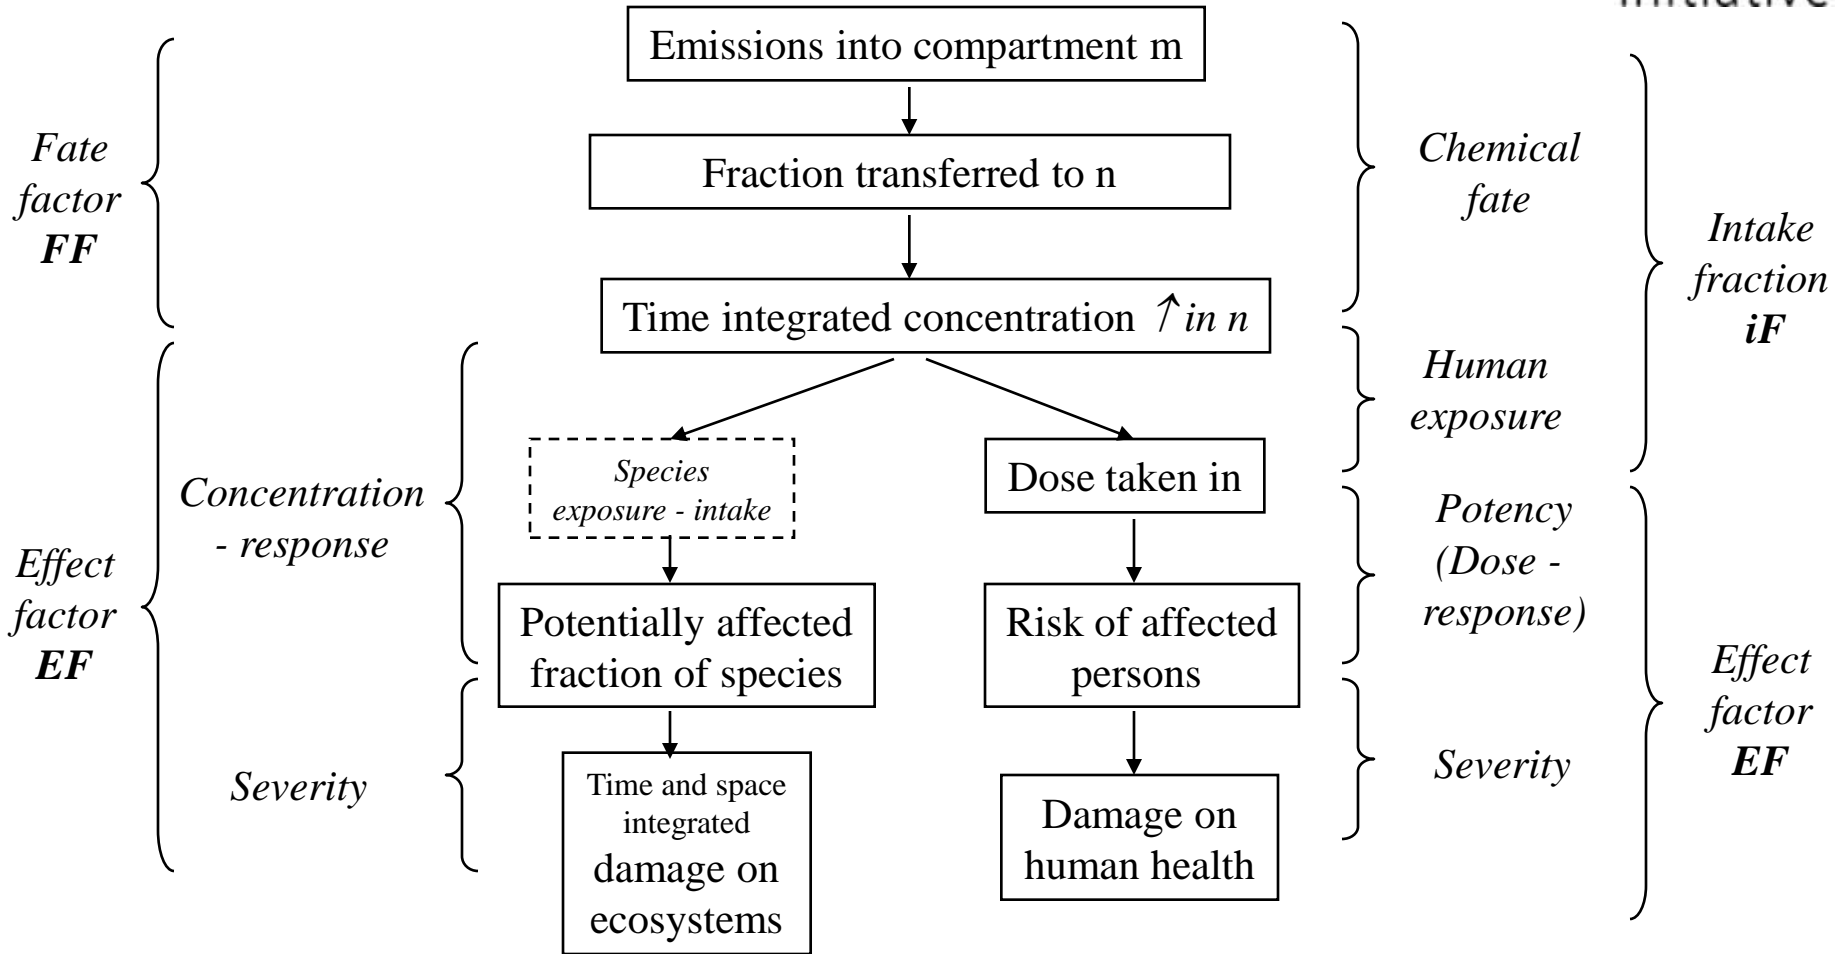 initiative
Emissions into compartment m
Fate
factor
FF
Fraction transferred to n
Chemical
fate
Intake
fraction
iF
Time integrated concentration ↑ in n
Human
exposure
Species
exposure - intake
Dose taken in
Concentration
- response
Potency
(Dose -
response)
Effect
factor
EF
Potentially affected
fraction of species
Risk of affected
persons
Effect
factor
EF
Severity
Time and space
integrated
damage on
ecosystems
Damage on
human health
Severity